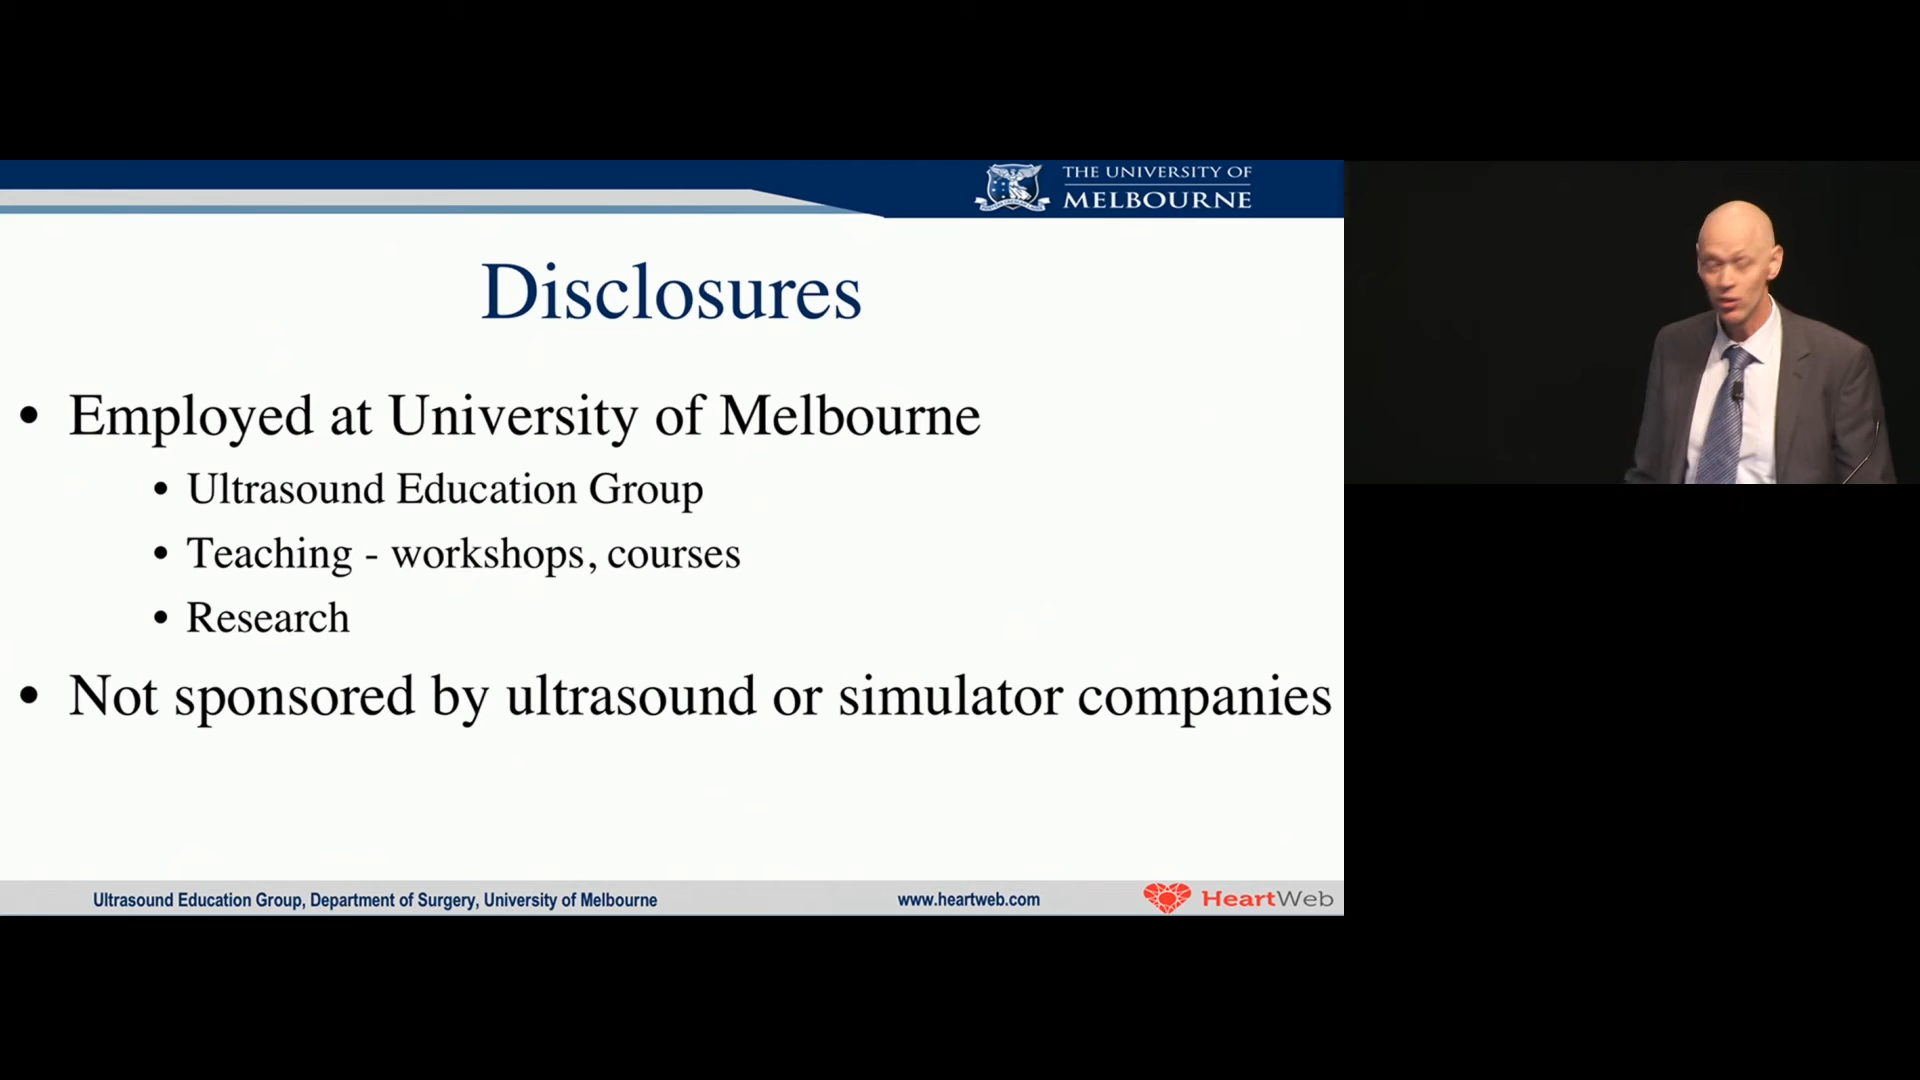 THE UNIVERSITY OF
MELBOURNE
Disclosures
• Employed at University of Melbourne
• Ultrasound Education Group
• Teaching - workshops, courses
• Research
• Not sponsored by ultrasound or simulator companies
Ultrasound Education Group, Department of Surgery, University of Melbourne
www.heartweb.com
HeartWeb